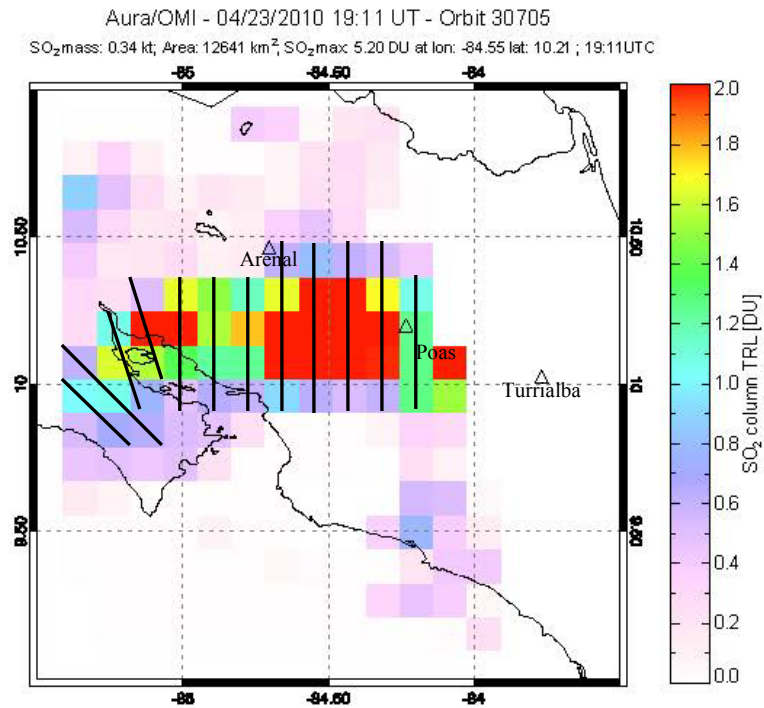 Aura/OMI - 04/23/2010 19:11 UT - Orbit 30705
SO₂ mass: 0.34 kt; Area: 12641 km²; SO₂ max: 5.20 DU at lon: -84.55 lat: 10.21 ; 19:11UTC
-85 -84.50 -84
2.0
1.8
1.6
1.4
1.2
1.0
0.8
0.6
0.4
0.2
0.0
SO₂ column TRL [DU]
10.50 10.50
Arenal
Poas
10 10
Turrialba
9.50 9.50
-85 -84.50 -84